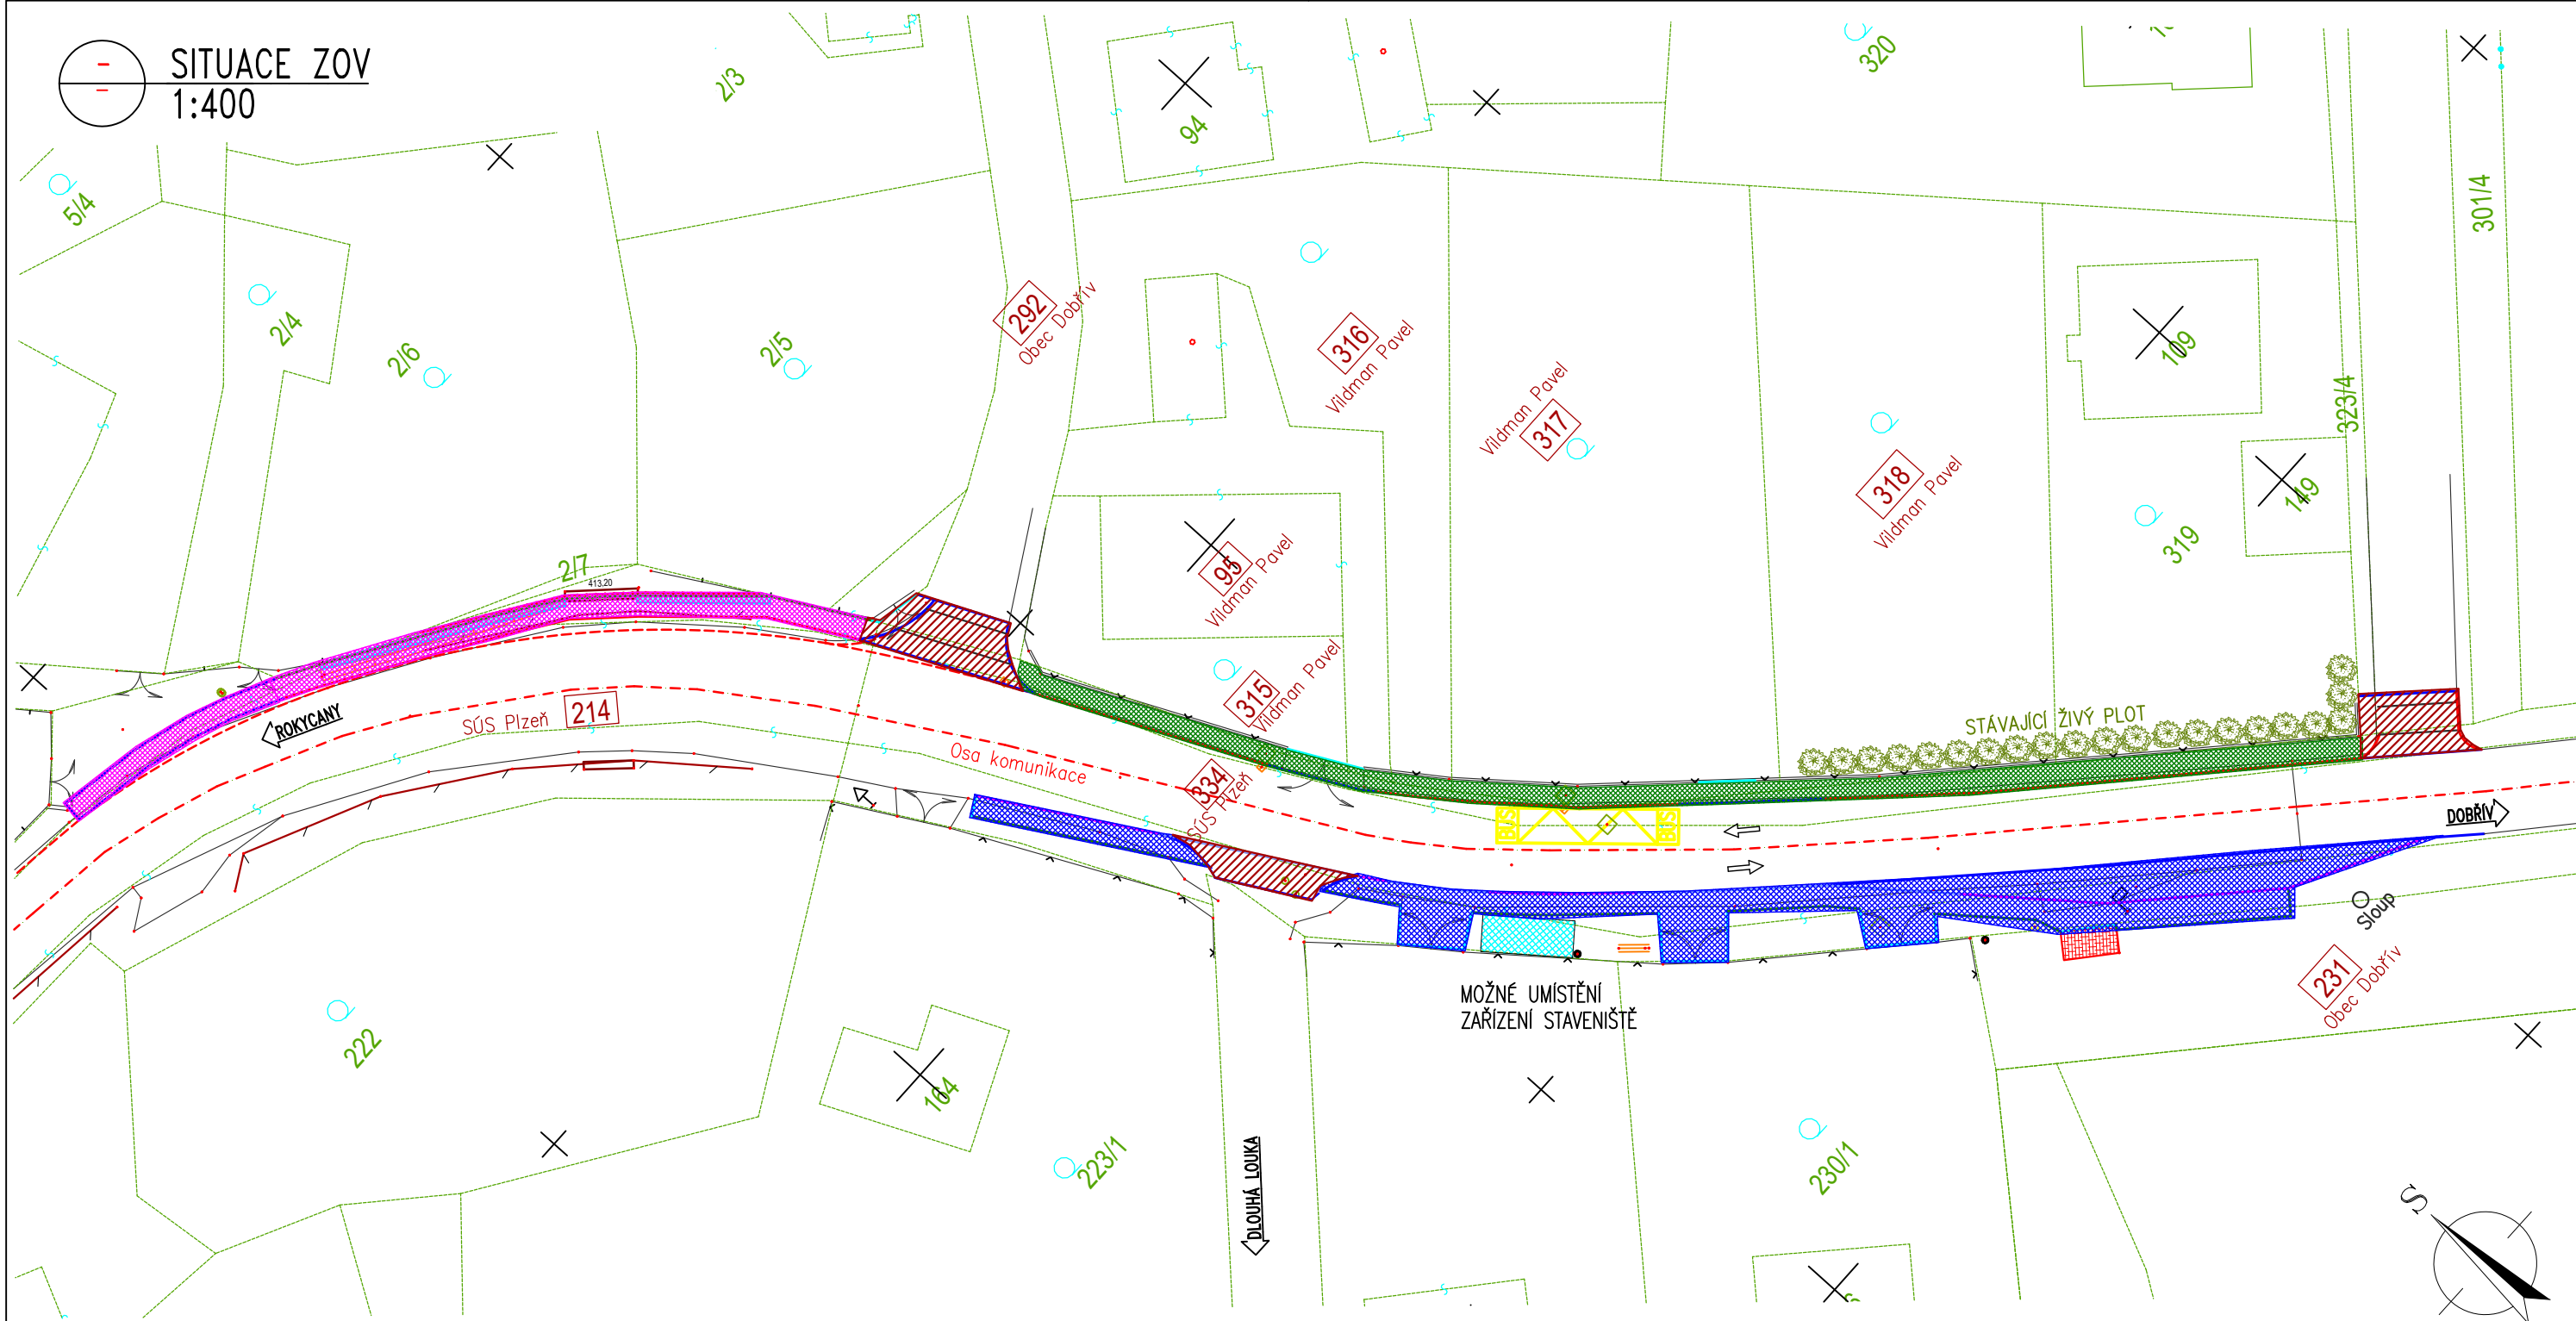 SITUACE ZOV
1:400
2/3
94
320
5/4
301/4
2/4
2/6
2/5
292
Obec Dobřív
316
Vildman Pavel
Vildman Pavel
317
318
Vildman Pavel
109
323/4
149
319
2/7
413.20
95
Vildman Pavel
315
Vildman Pavel
ROKYCANY
SÚS Plzeň
214
Osa komunikace
334
SÚS Plzeň
STÁVAJÍCÍ ŽIVÝ PLOT
BUS
BUS
DOBŘÍV
Sloup
231
Obec Dobřív
MOŽNÉ UMÍSTĚNÍ
ZAŘÍZENÍ STAVENIŠTĚ
222
164
223/1
DLOUHÁ LOUKA
230/1
S